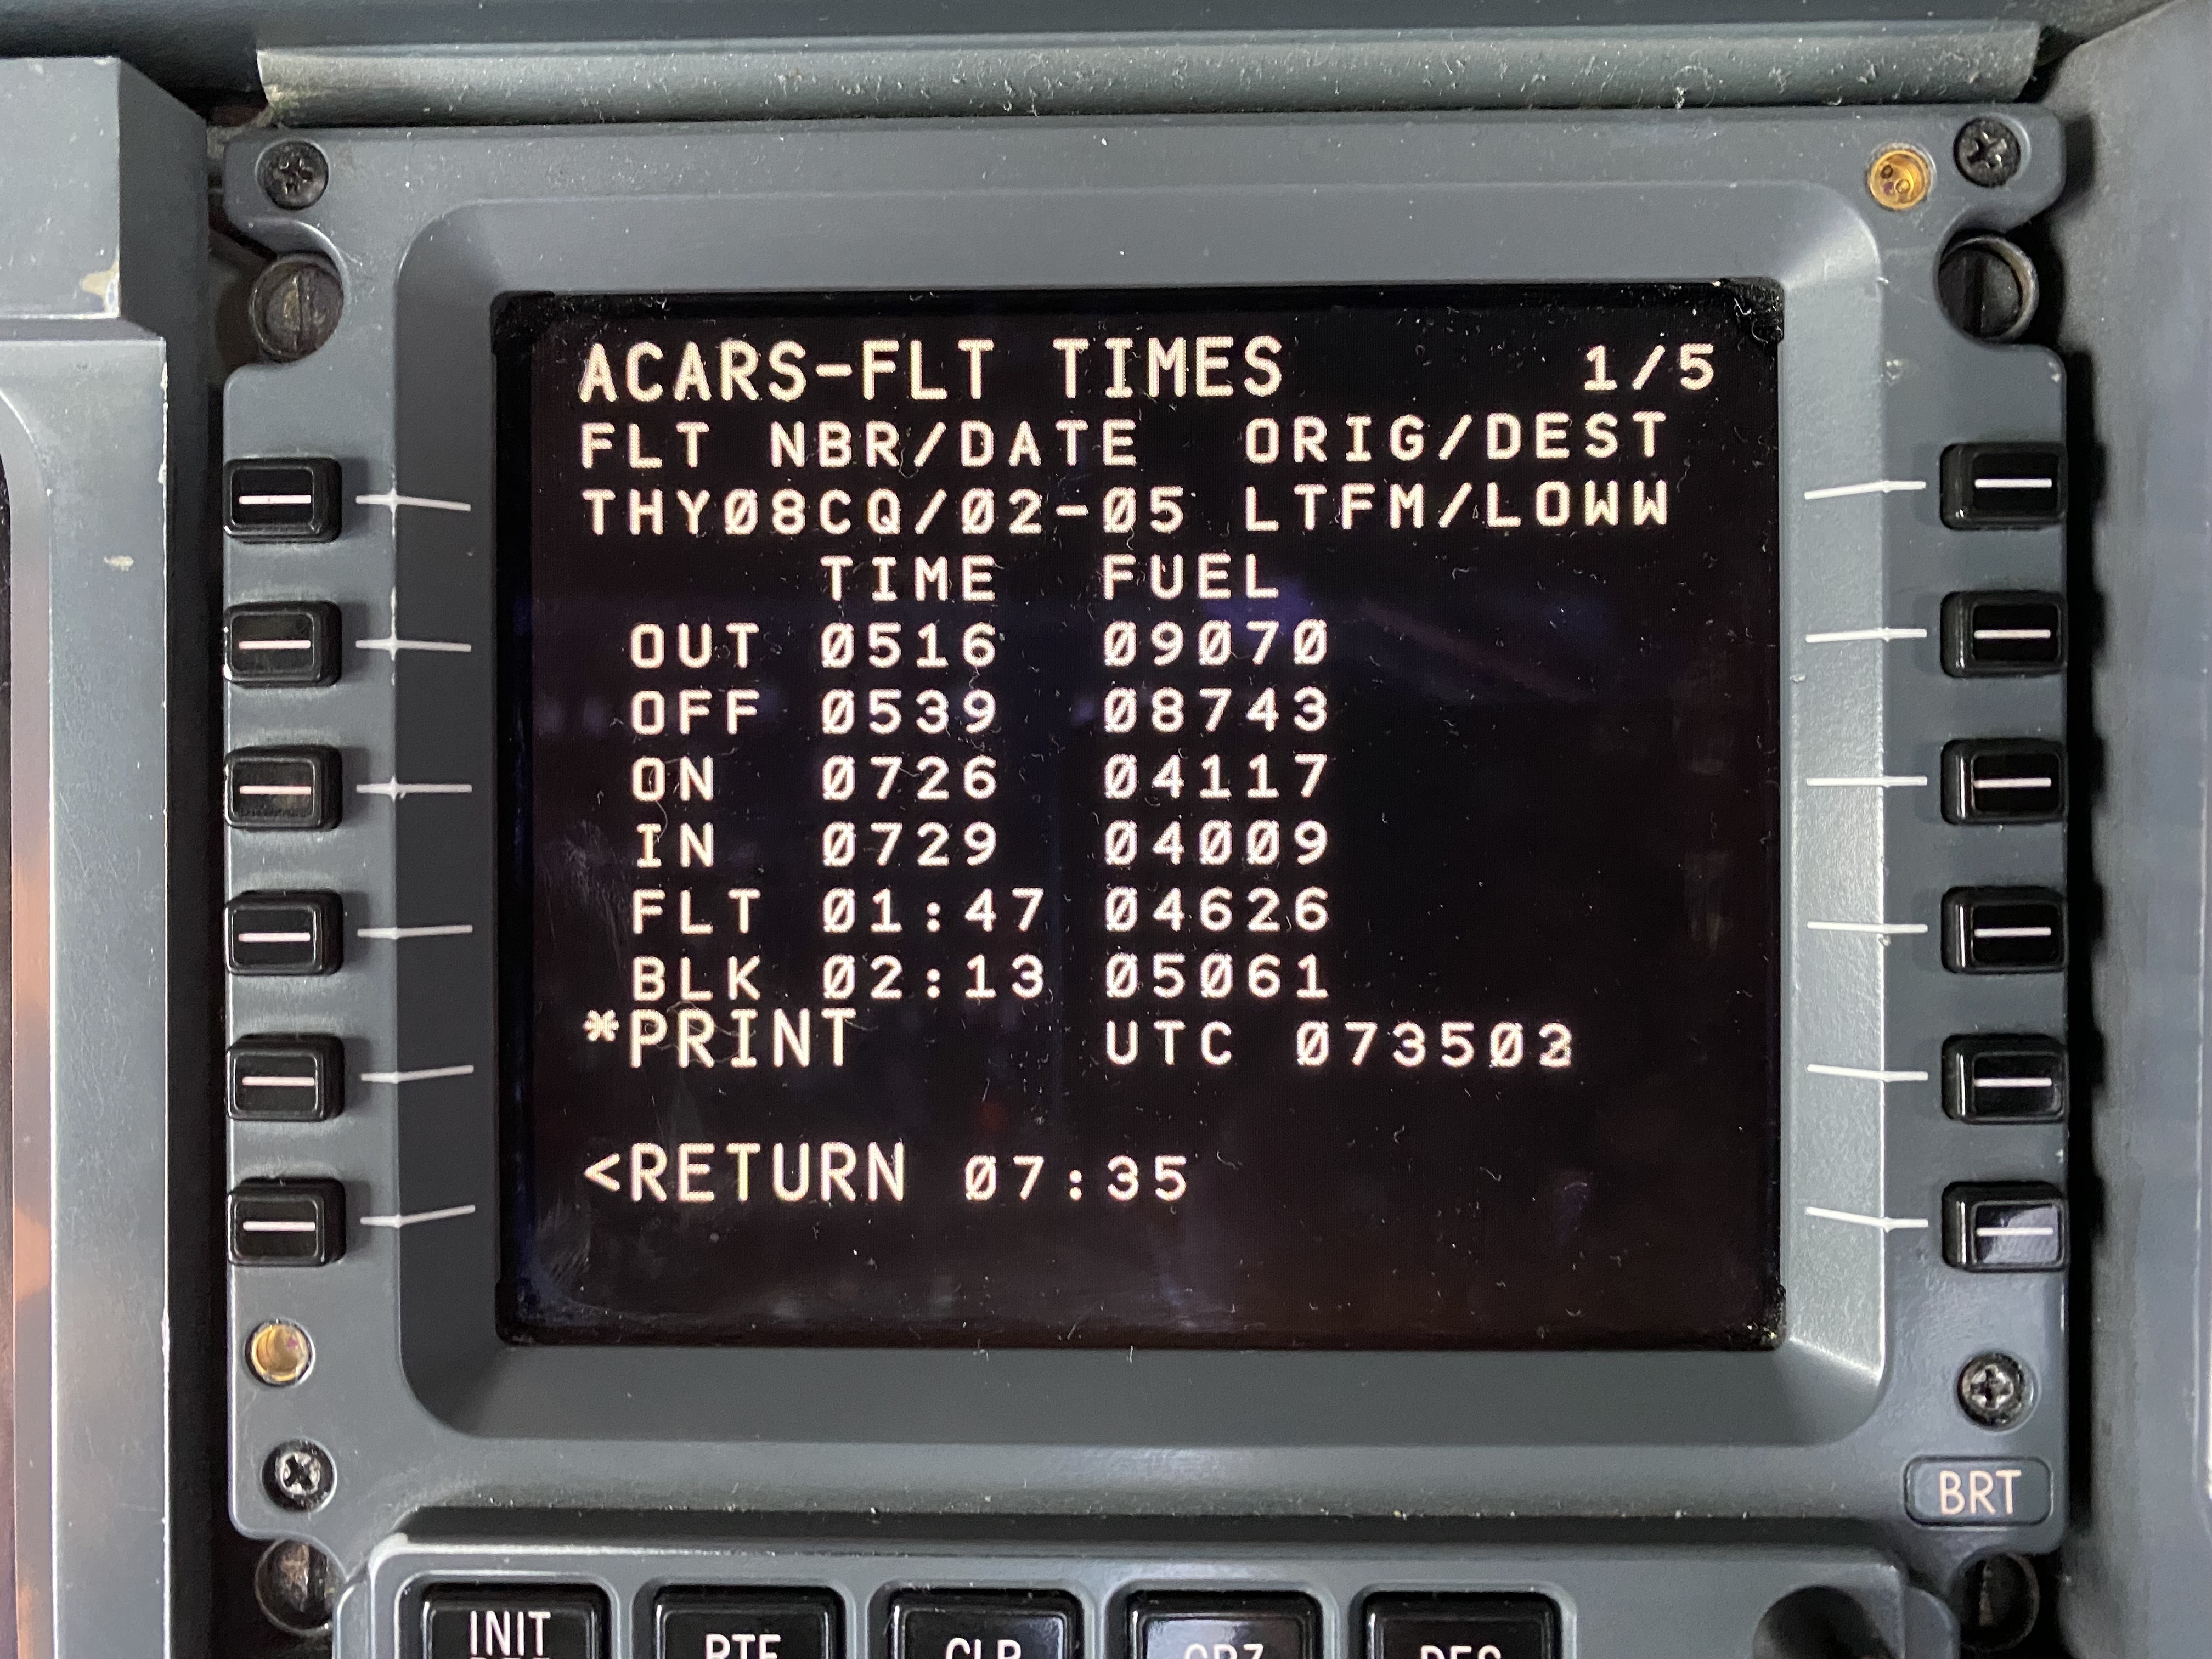 ACARS-FLT TIMES 1/5
FLT NBR/DATE ORIG/DEST
THY08CQ/02-05 LTFM/LOWW
TIME FUEL
OUT 0516 09070
OFF 0539 08743
ON 0726 04117
IN 0729 04009
FLT 01:47 04626
BLK 02:13 05061
*PRINT UTC
<RETURN 07:35
BRT
INIT